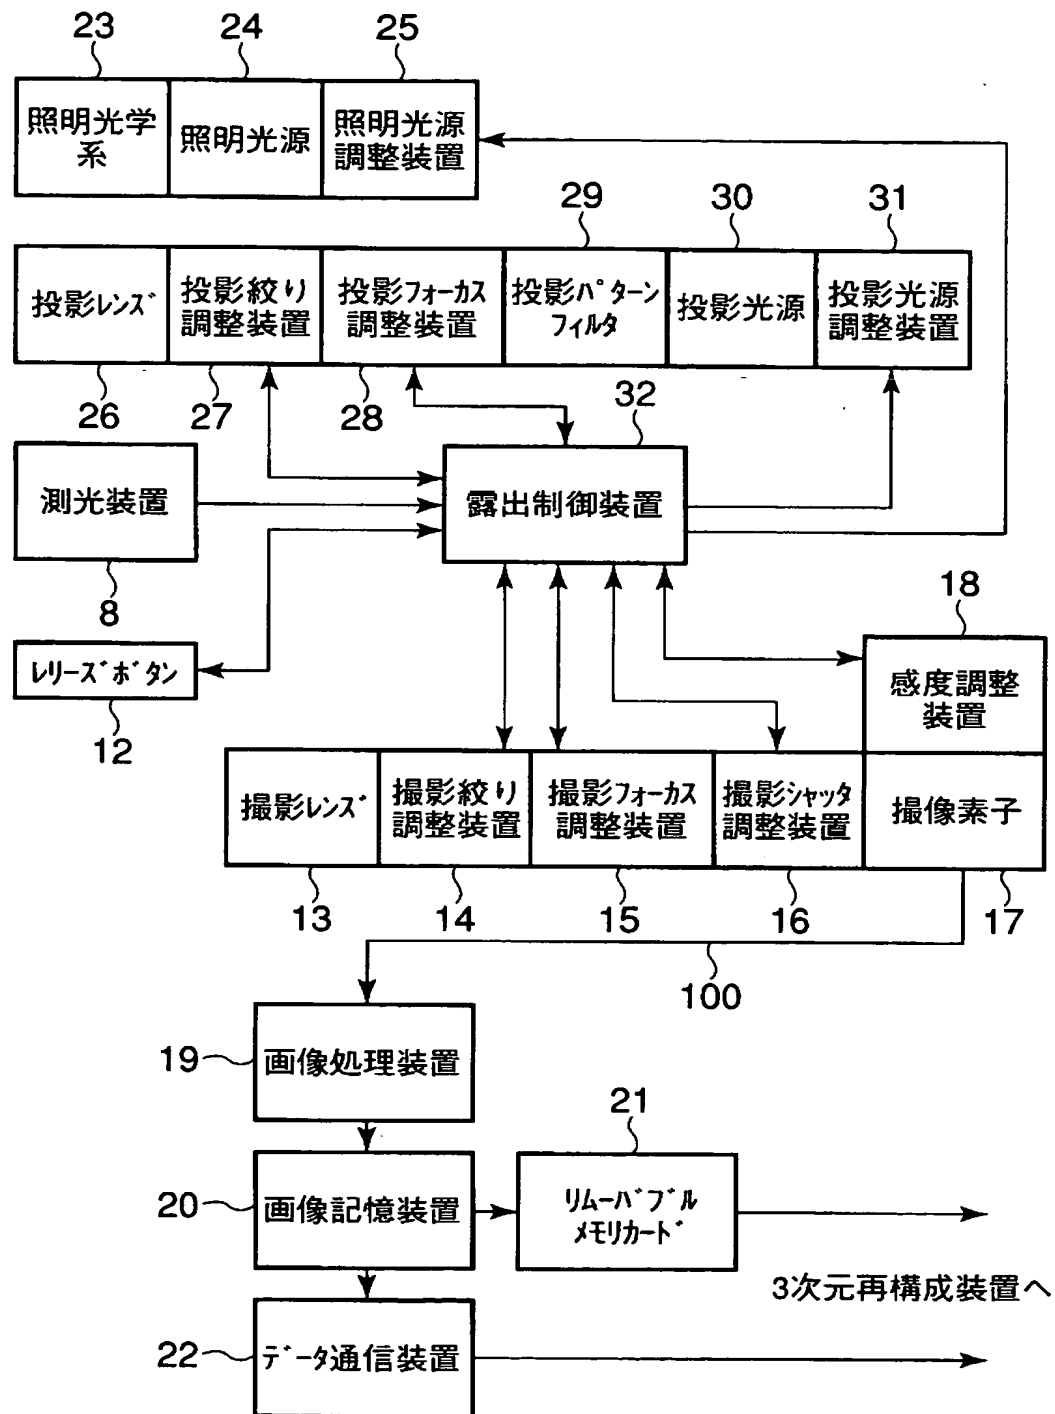 23
24
25
照明光学
系
照明光源
照明光源
調整装置
29
30
31
投影ﾚﾝｽﾞ
投影絞り
調整装置
投影ﾌｫｰｶｽ
調整装置
投影ﾊﾟﾀｰﾝ
ﾌｨﾙﾀ
投影光源
投影光源
調整装置
26
27
28
32
測光装置
露出制御装置
8
18
ﾚﾘｰｽﾞﾎﾞﾀﾝ
感度調整
装置
12
撮影ﾚﾝｽﾞ
撮影絞り
調整装置
撮影ﾌｫｰｶｽ
調整装置
撮影ｼｬｯﾀ
調整装置
撮像素子
13
14
15
16
17
100
19
画像処理装置
21
20
画像記憶装置
ﾘﾑｰﾊﾞﾌﾞﾙ
ﾒﾓﾘｶｰﾄﾞ
3次元再構成装置へ
22
ﾃﾞｰﾀ通信装置